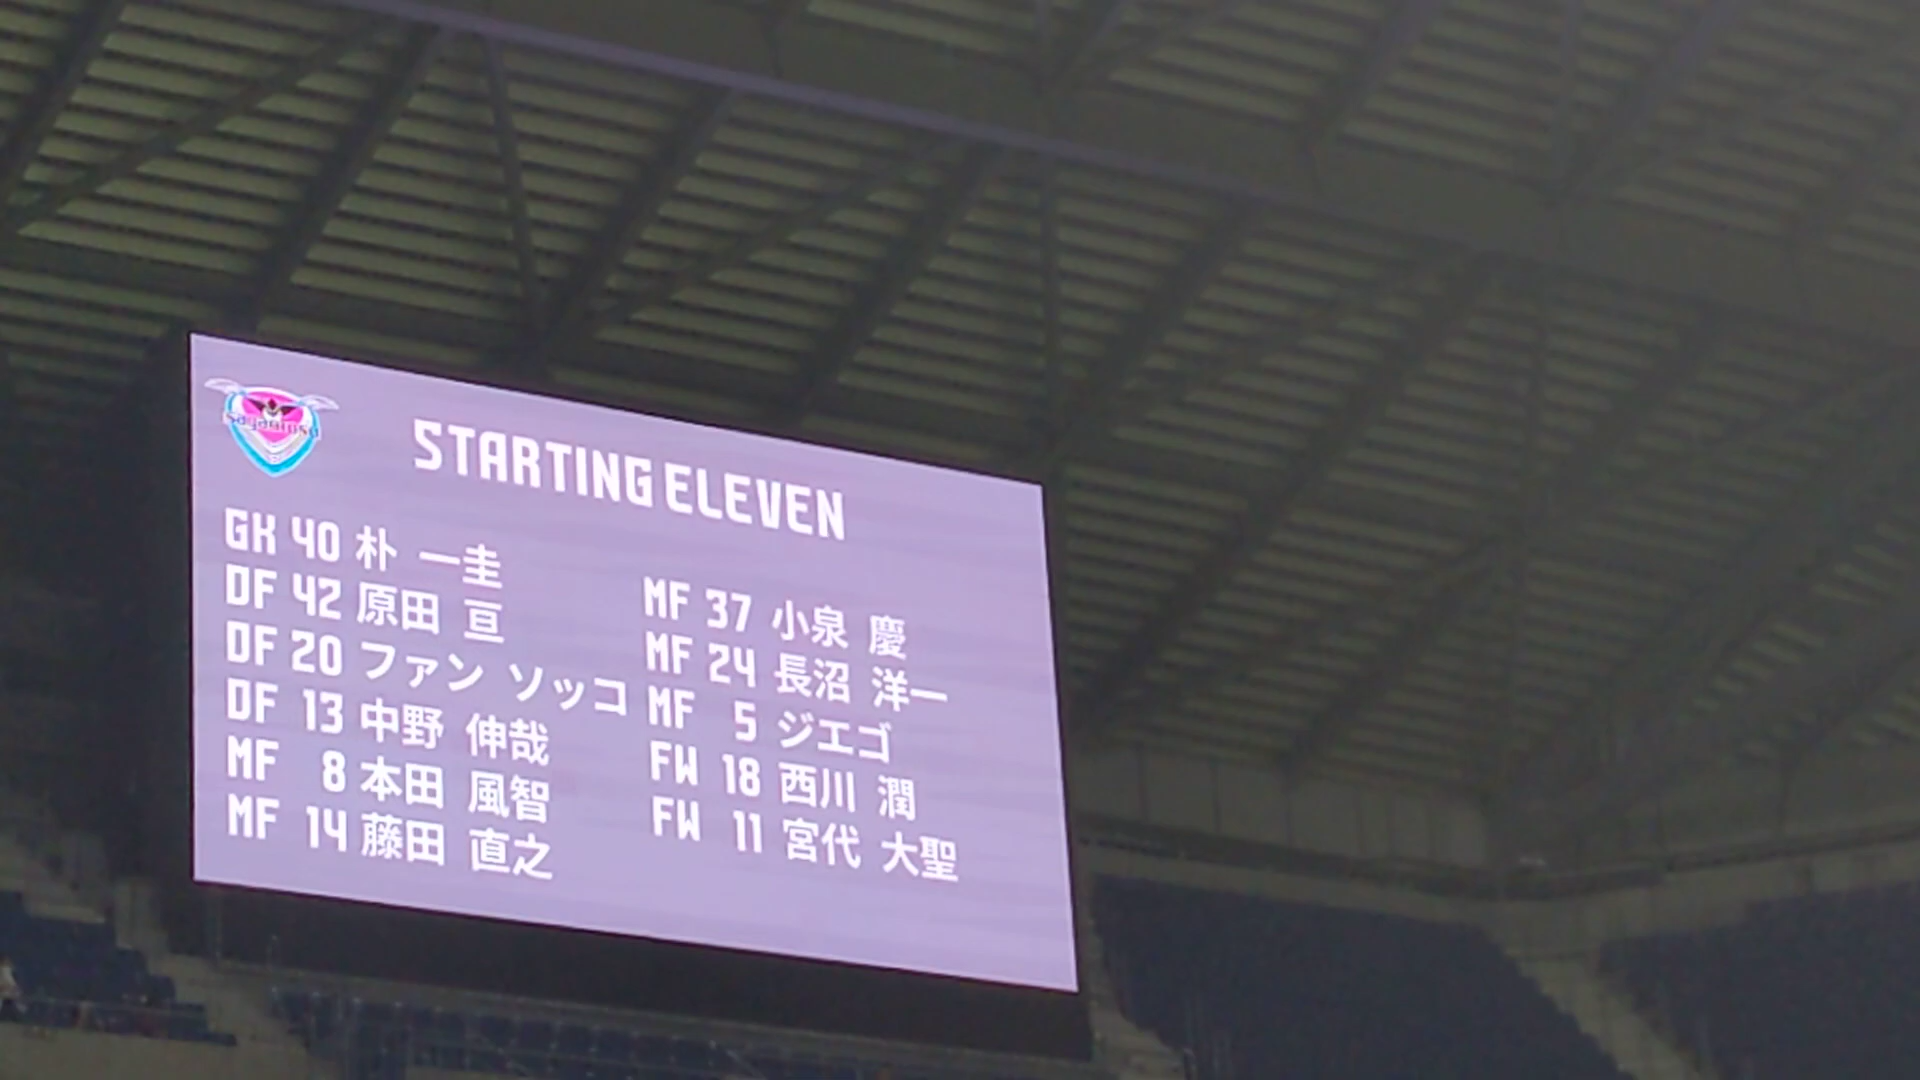 Sagantosu
STARTING ELEVEN
GK 40 朴 一圭
DF 42 原田 亘
DF 20 ファン ソッコ
DF 13 中野 伸哉
MF 8 本田 風智
MF 14 藤田 直之
MF 37 小泉 慶
MF 24 長沼 洋一
MF 5 ジエゴ
FW 18 西川 潤
FW 11 宮代 大聖